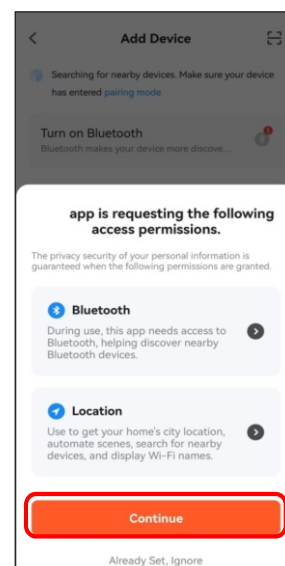 Add Device
Searching for nearby devices. Make sure your device
has entered pairing mode
Turn on Bluetooth
Bluetooth makes your device more discove...
app is requesting the following
access permissions.
The privacy security of your personal information is
guaranteed when the following permissions are granted.
Bluetooth
During use, this app needs access to
Bluetooth, helping discover nearby
Bluetooth devices.
Location
Use to get your home's city location,
automate scenes, search for nearby
devices, and display Wi-Fi names.
Continue
Already Set, Ignore